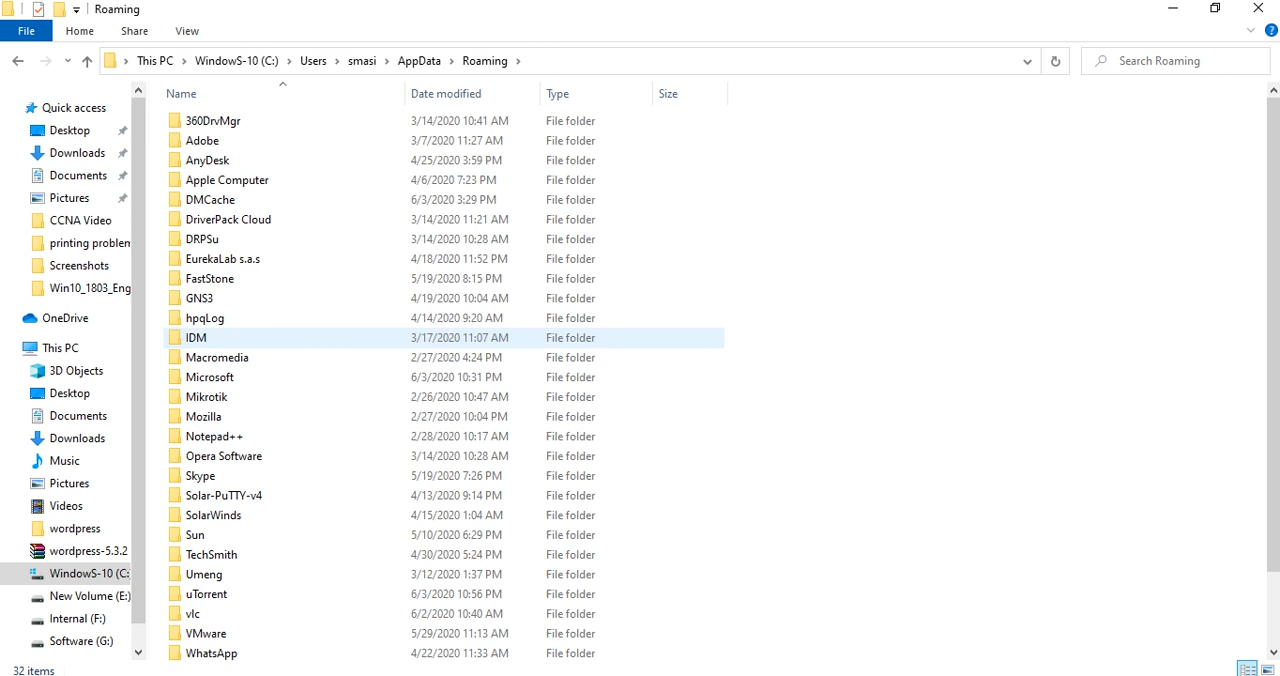 Roaming
File Home Share View
This PC WindowS-10 (C:) Users smasi AppData Roaming Search Roaming
Name Date modified Type Size
Quick access
Desktop
Downloads
Documents
Pictures
CCNA Video
printing problem
Screenshots
Win10_1803_Eng
OneDrive
This PC
3D Objects
Desktop
Documents
Downloads
Music
Pictures
Videos
wordpress
wordpress-5.3.2
WindowS-10 (C:
New Volume (E:)
Internal (F:)
Software (G:)
360DrvMgr 3/14/2020 10:41 AM File folder
Adobe 3/7/2020 11:27 AM File folder
AnyDesk 4/25/2020 3:59 PM File folder
Apple Computer 4/6/2020 7:23 PM File folder
DMCache 6/3/2020 3:29 PM File folder
DriverPack Cloud 3/14/2020 11:21 AM File folder
DRPSu 3/14/2020 10:28 AM File folder
EurekaLab s.a.s 4/18/2020 11:52 PM File folder
FastStone 5/19/2020 8:15 PM File folder
GNS3 4/19/2020 10:04 AM File folder
hpqLog 4/14/2020 9:20 AM File folder
IDM 3/17/2020 11:07 AM File folder
Macromedia 2/27/2020 4:24 PM File folder
Microsoft 6/3/2020 10:31 PM File folder
Mikrotik 2/26/2020 10:47 AM File folder
Mozilla 2/27/2020 10:04 PM File folder
Notepad++ 2/28/2020 10:17 AM File folder
Opera Software 3/14/2020 10:28 AM File folder
Skype 5/19/2020 7:26 PM File folder
Solar-PuTTY-v4 4/13/2020 9:14 PM File folder
SolarWinds 4/15/2020 1:04 AM File folder
Sun 5/10/2020 6:29 PM File folder
TechSmith 4/30/2020 5:24 PM File folder
Umeng 3/12/2020 1:37 PM File folder
uTorrent 6/3/2020 10:56 PM File folder
vlc 6/2/2020 10:40 AM File folder
VMware 5/29/2020 11:13 AM File folder
WhatsApp 4/22/2020 11:33 AM File folder
32 items